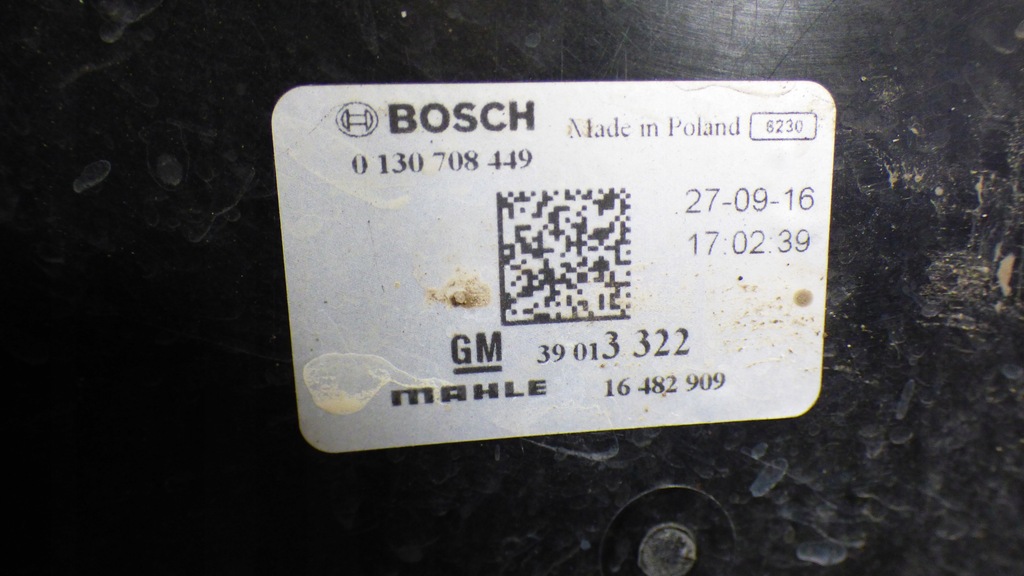 BOSCH Made in Poland 8230
0 130 708 449
27-09-16
17:02:39
GM 39 013 322
MAHLE 16 482 909